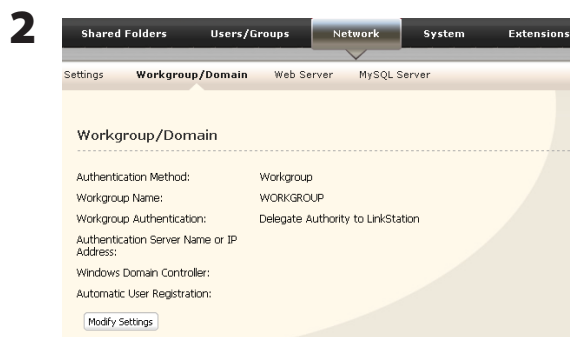 2
Shared Folders Users/Groups Network System Extensions
Settings Workgroup/Domain Web Server MySQL Server
Workgroup/Domain
Authentication Method: Workgroup
Workgroup Name: WORKGROUP
Workgroup Authentication: Delegate Authority to LinkStation
Authentication Server Name or IP
Address:
Windows Domain Controller:
Automatic User Registration:
Modify Settings